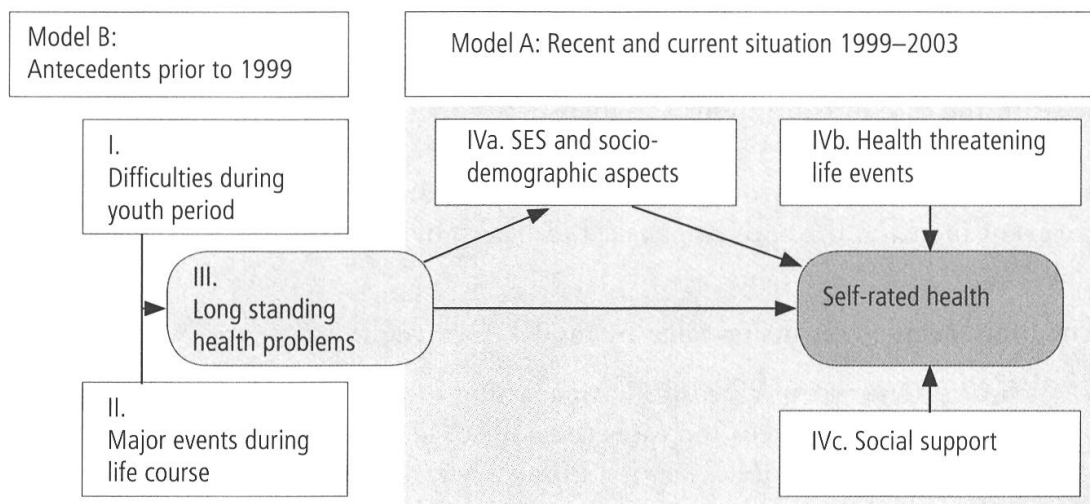 Model B:
Antecedents prior to 1999
Model A: Recent and current situation 1999–2003
I.
Difficulties during
youth period
IVa. SES and socio-
demographic aspects
IVb. Health threatening
life events
III.
Long standing
health problems
Self-rated health
II.
Major events during
life course
IVc. Social support